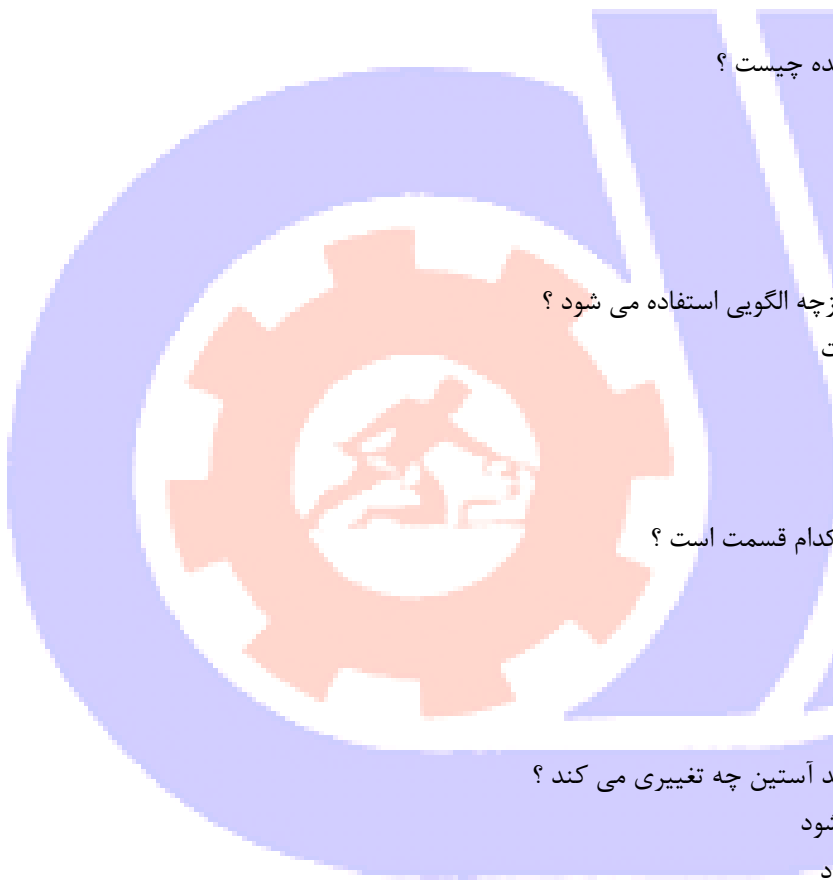 ده چیست ؟
زچه الگویی استفاده می شود ؟
ت
کدام قسمت است ؟
د آستین چه تغییری می کند ؟
شود
د